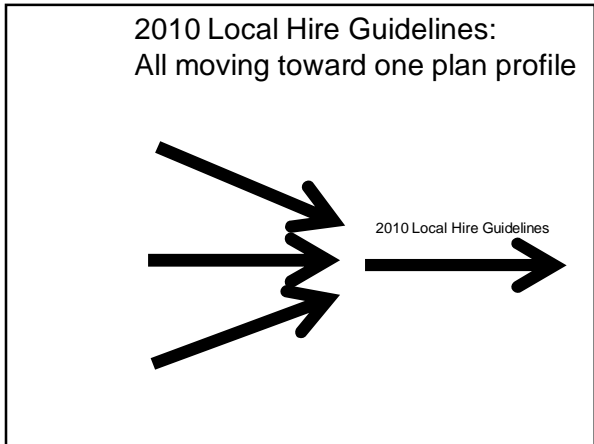 2010 Local Hire Guidelines:
All moving toward one plan profile
2010 Local Hire Guidelines